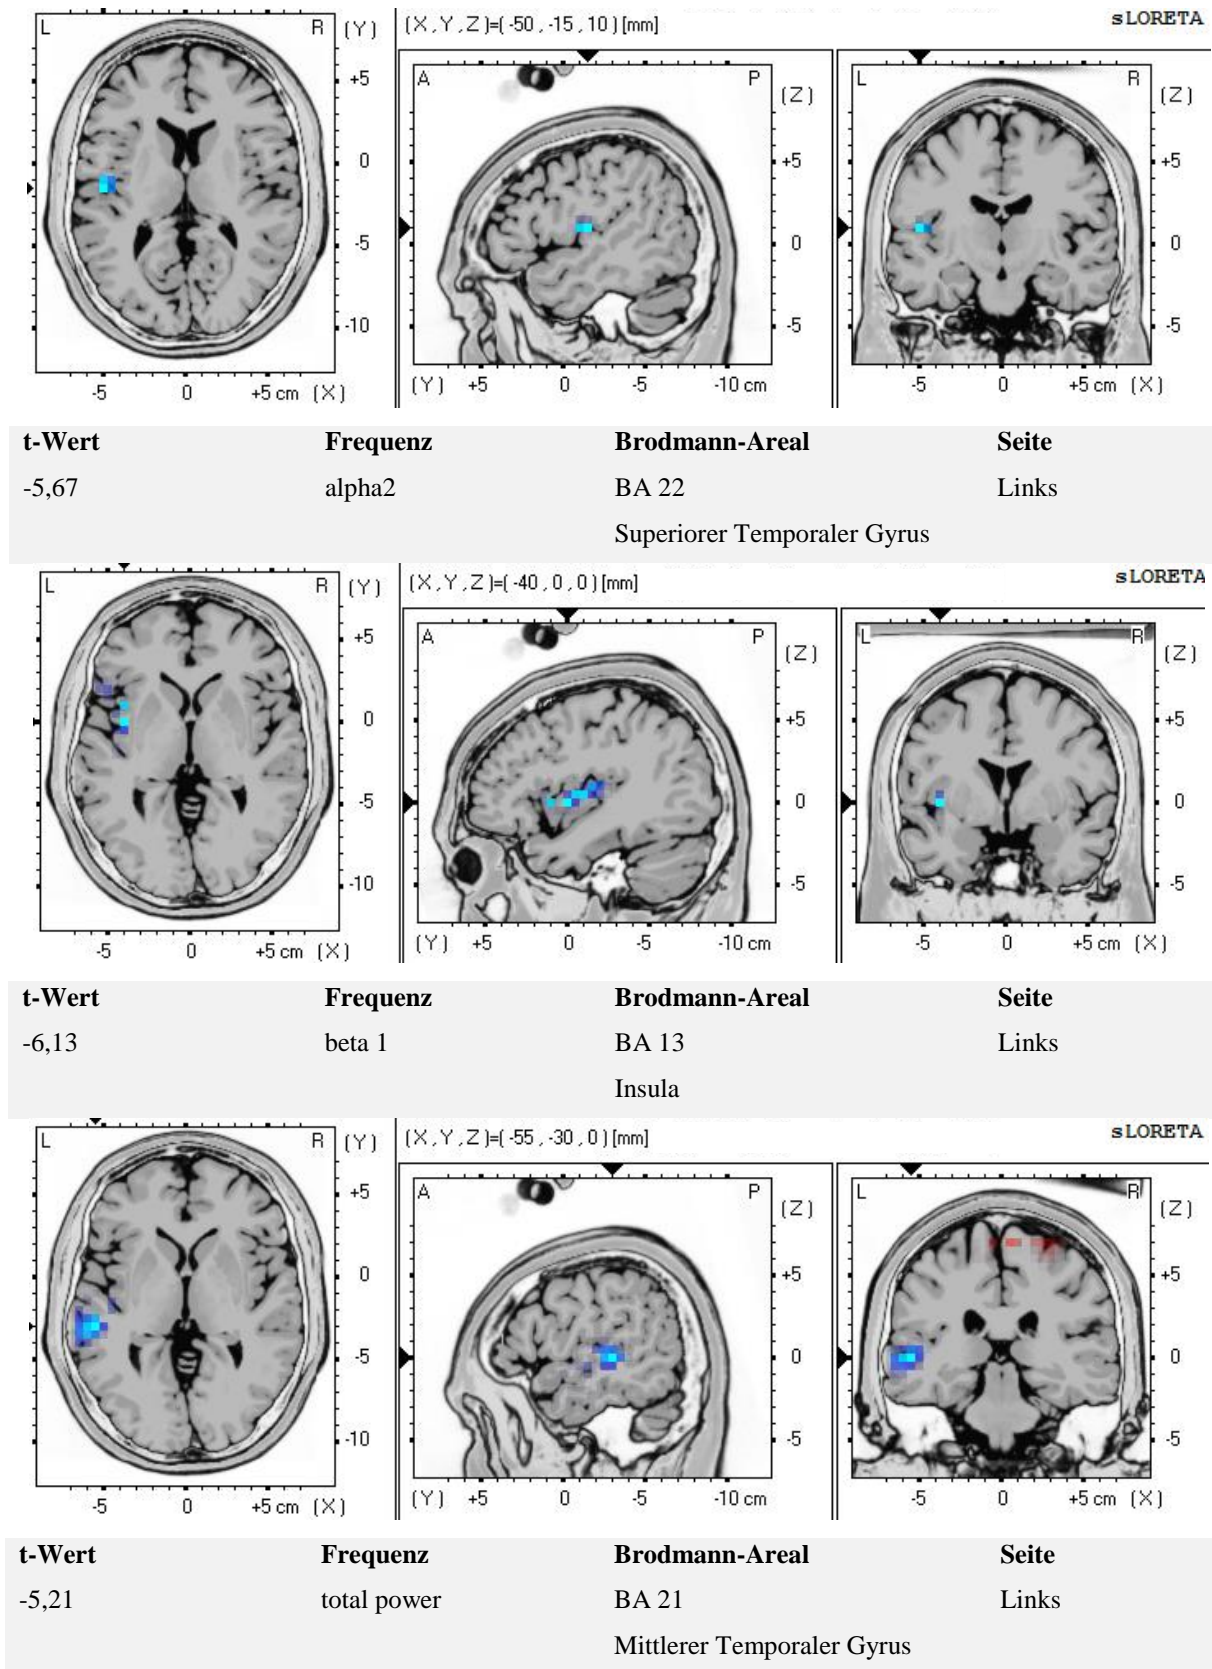 L R (Y) (X,Y,Z)=(-50,-15,10)[mm] sLORETA
A P (Z) L R (Z)
+5 +5 +5
0 0 0
-5 -5 -5
-10
-5 0 +5 cm (X) (Y) +5 0 -5 -10 cm -5 0 +5 cm (X)
t-Wert Frequenz Brodmann-Areal Seite
-5,67 alpha2 BA 22 Links
Superiorer Temporaler Gyrus
L R (Y) (X,Y,Z)=(-40,0,0)[mm] sLORETA
A P (Z) L R (Z)
+5 +5 +5
0 0 0
-5 -5 -5
-10
-5 0 +5 cm (X) (Y) +5 0 -5 -10 cm -5 0 +5 cm (X)
t-Wert Frequenz Brodmann-Areal Seite
-6,13 beta 1 BA 13 Links
Insula
L R (Y) (X,Y,Z)=(-55,-30,0)[mm] sLORETA
A P (Z) L R (Z)
+5 +5 +5
0 0 0
-5 -5 -5
-10
-5 0 +5 cm (X) (Y) +5 0 -5 -10 cm -5 0 +5 cm (X)
t-Wert Frequenz Brodmann-Areal Seite
-5,21 total power BA 21 Links
Mittlerer Temporaler Gyrus